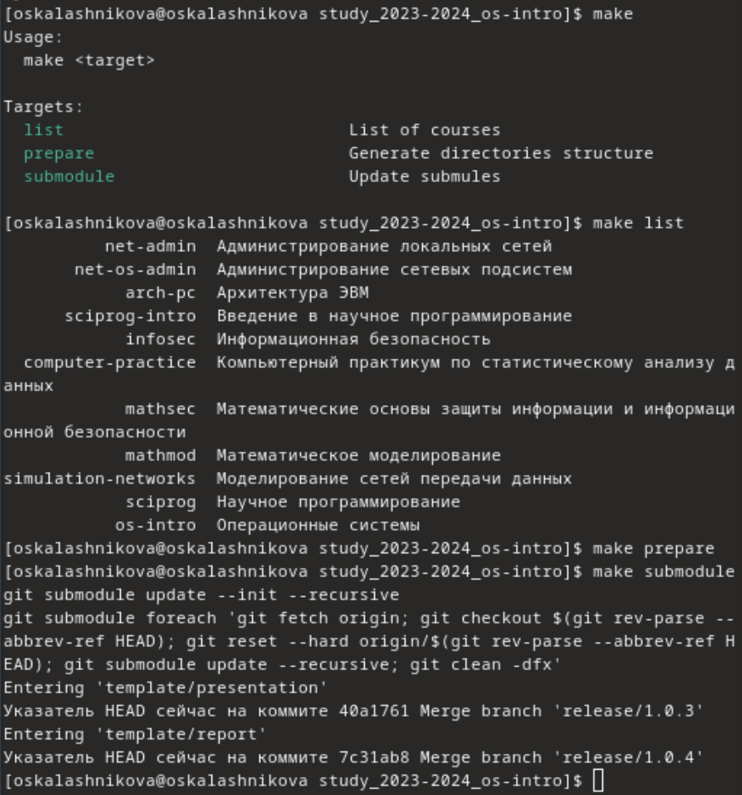 [oskalashnikova@oskalashnikova study_2023-2024_os-intro]$ make
Usage:
  make <target>
Targets:
  list                            List of courses
  prepare                         Generate directories structure
  submodule                       Update submules
[oskalashnikova@oskalashnikova study_2023-2024_os-intro]$ make list
          net-admin  Администрирование локальных сетей
       net-os-admin  Администрирование сетевых подсистем
            arch-pc  Архитектура ЭВМ
      sciprog-intro  Введение в научное программирование
            infosec  Информационная безопасность
  computer-practice  Компьютерный практикум по статистическому анализу д
анных
            mathsec  Математические основы защиты информации и информаци
онной безопасности
            mathmod  Математическое моделирование
simulation-networks  Моделирование сетей передачи данных
            sciprog  Научное программирование
           os-intro  Операционные системы
[oskalashnikova@oskalashnikova study_2023-2024_os-intro]$ make prepare
[oskalashnikova@oskalashnikova study_2023-2024_os-intro]$ make submodule
git submodule update --init --recursive
git submodule foreach 'git fetch origin; git checkout $(git rev-parse --
abbrev-ref HEAD); git reset --hard origin/$(git rev-parse --abbrev-ref H
EAD); git submodule update --recursive; git clean -dfx'
Entering 'template/presentation'
Указатель HEAD сейчас на коммите 40a1761 Merge branch 'release/1.0.3'
Entering 'template/report'
Указатель HEAD сейчас на коммите 7c31ab8 Merge branch 'release/1.0.4'
[oskalashnikova@oskalashnikova study_2023-2024_os-intro]$